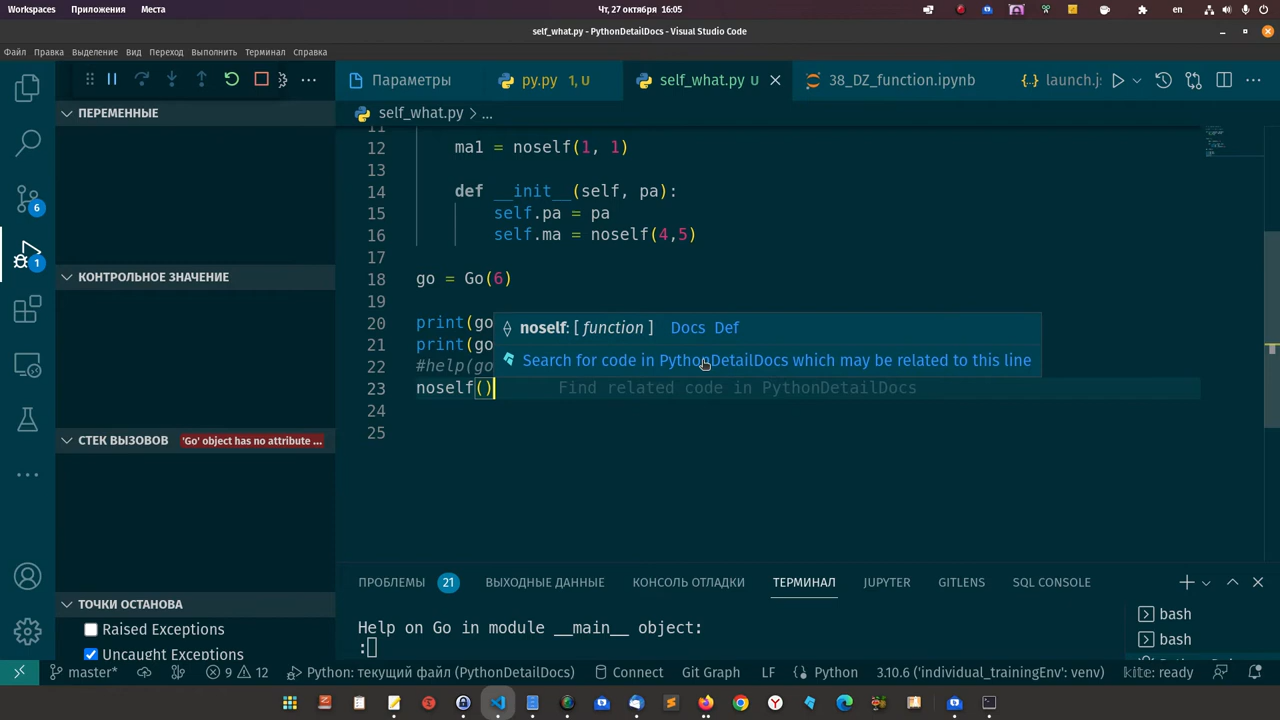 Workspaces Приложения Места Чт, 27 октября 16:05 en
self_what.py - PythonDetailDocs - Visual Studio Code
Файл Правка Выделение Вид Переход Выполнить Терминал Справка
Параметры py.py 1, U self_what.py U 38_DZ_function.ipynb launch.js
ПЕРЕМЕННЫЕ
self_what.py > ...
11
12 ma1 = noself(1, 1)
13
14 def __init__(self, pa):
15 self.pa = pa
16 self.ma = noself(4,5)
17
18 go = Go(6)
19
20 print(go
21 print(go
22 #help(go
23 noself() Find related code in PythonDetailDocs
24
25
noself: [ function ] Docs Def
Search for code in PythonDetailDocs which may be related to this line
6
1
КОНТРОЛЬНОЕ ЗНАЧЕНИЕ
СТЕК ВЫЗОВОВ 'Go' object has no attribute ...
ТОЧКИ ОСТАНОВА
Raised Exceptions
Uncaught Exceptions
ПРОБЛЕМЫ 21 ВЫХОДНЫЕ ДАННЫЕ КОНСОЛЬ ОТЛАДКИ ТЕРМИНАЛ JUPYTER GITLENS SQL CONSOLE
Help on Go in module __main__ object:
:
bash
bash
master* 9 12 Python: текущий файл (PythonDetailDocs) Connect Git Graph LF Python 3.10.6 ('individual_trainingEnv': venv) kite: ready